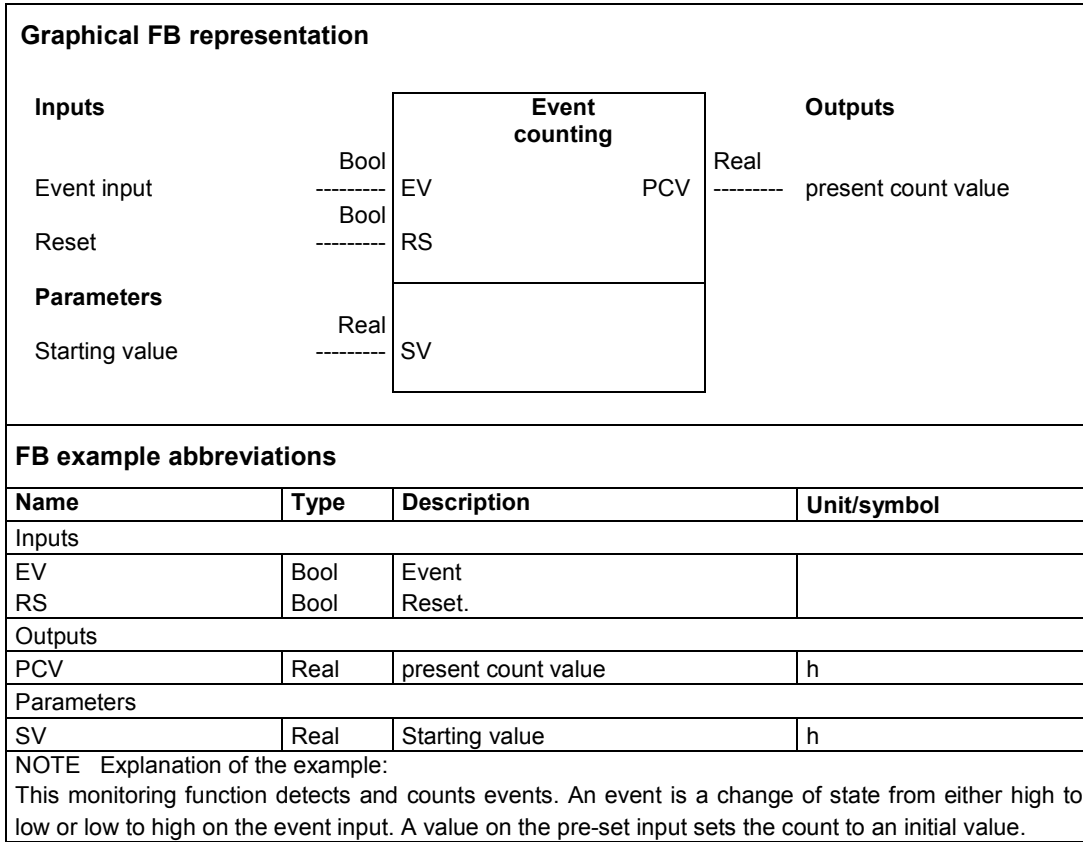 Graphical FB representation
Inputs Event counting Outputs
Bool Real
Event input --------- EV PCV --------- present count value
Bool
Reset --------- RS
Parameters
Real
Starting value --------- SV
FB example abbreviations
Name Type Description Unit/symbol
Inputs
EV Bool Event
RS Bool Reset.
Outputs
PCV Real present count value h
Parameters
SV Real Starting value h
NOTE Explanation of the example:
This monitoring function detects and counts events. An event is a change of state from either high to
low or low to high on the event input. A value on the pre-set input sets the count to an initial value.